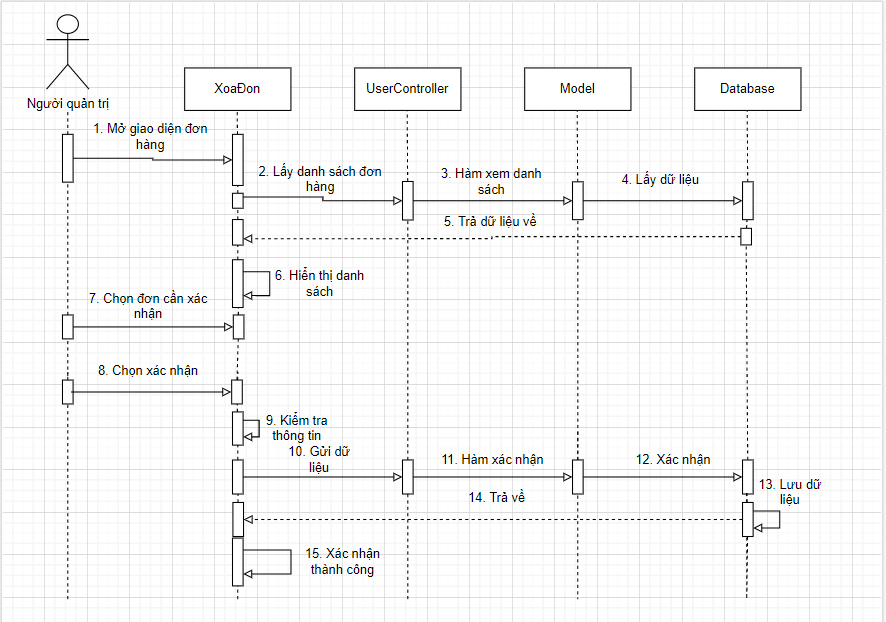 Người quản trị
XoaĐon
UserController
Model
Database
1. Mở giao diện đơn
hàng
2. Lấy danh sách đơn
hàng
3. Hàm xem danh
sách
4. Lấy dữ liệu
5. Trả dữ liệu về
6. Hiển thị danh
sách
7. Chọn đơn cần xác
nhận
8. Chọn xác nhận
9. Kiểm tra
thông tin
10. Gửi dữ
liệu
11. Hàm xác nhận
12. Xác nhận
13. Lưu dữ
liệu
14. Trả về
15. Xác nhận
thành công